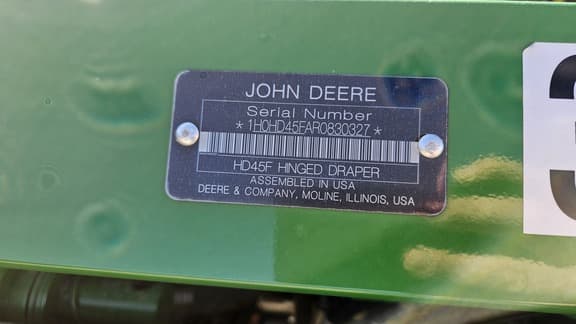 JOHN DEERE
Serial Number
*1H0HD45FAR0830327*
HD45F HINGED DRAPER
ASSEMBLED IN USA
DEERE & COMPANY, MOLINE, ILLINOIS, USA